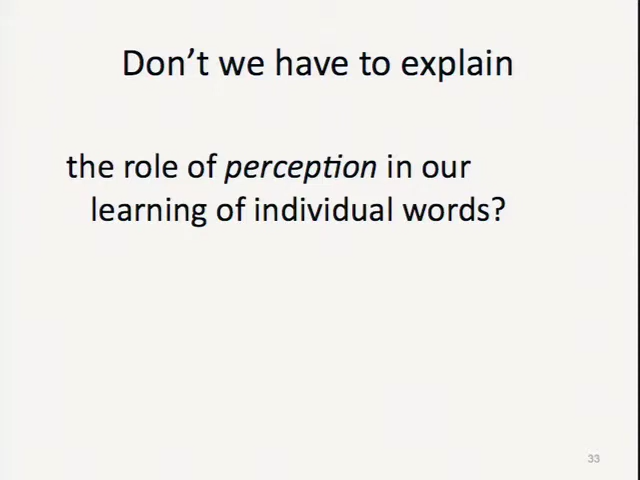 Don’t we have to explain
the role of perception in our
learning of individual words?
33